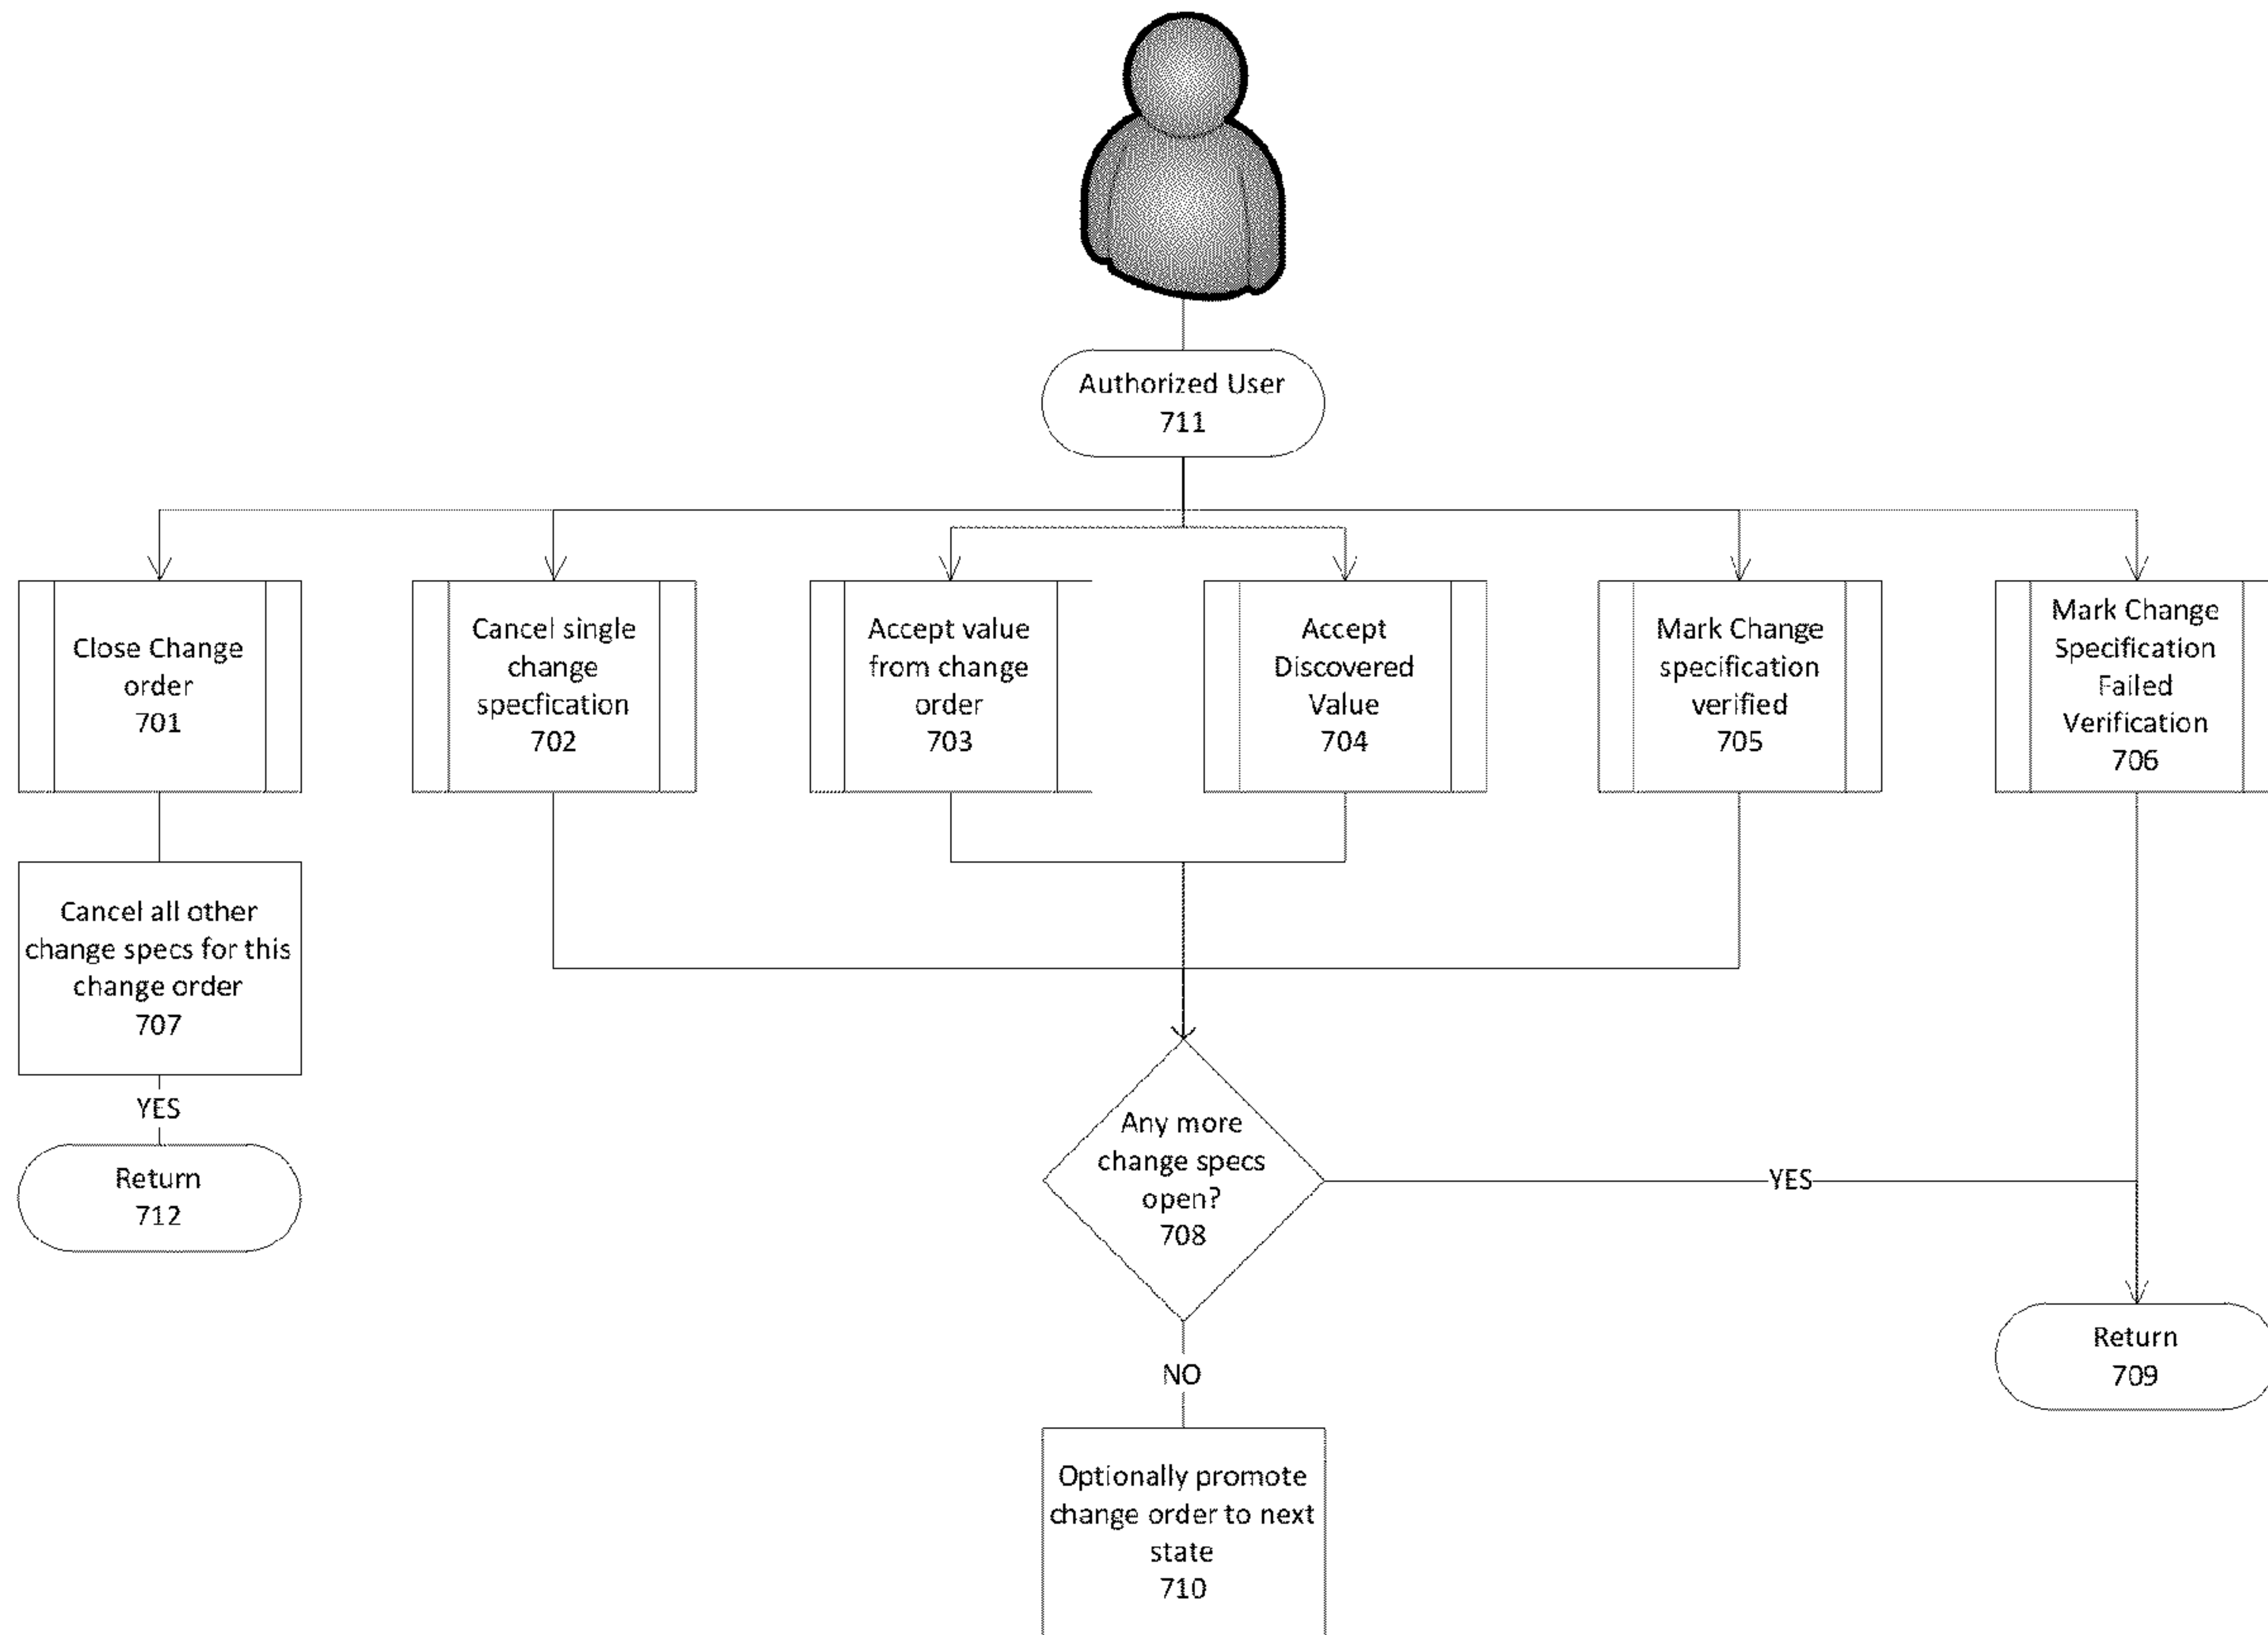 Authorized User
711
Close Change
order
701
Cancel single
change
specfication
702
Accept value
from change
order
703
Accept
Discovered
Value
704
Mark Change
specification
verified
705
Mark Change
Specification
Failed
Verification
706
Cancel all other
change specs for this
change order
707
YES
Return
712
Any more
change specs
open?
708
YES
Return
709
NO
Optionally promote
change order to next
state
710